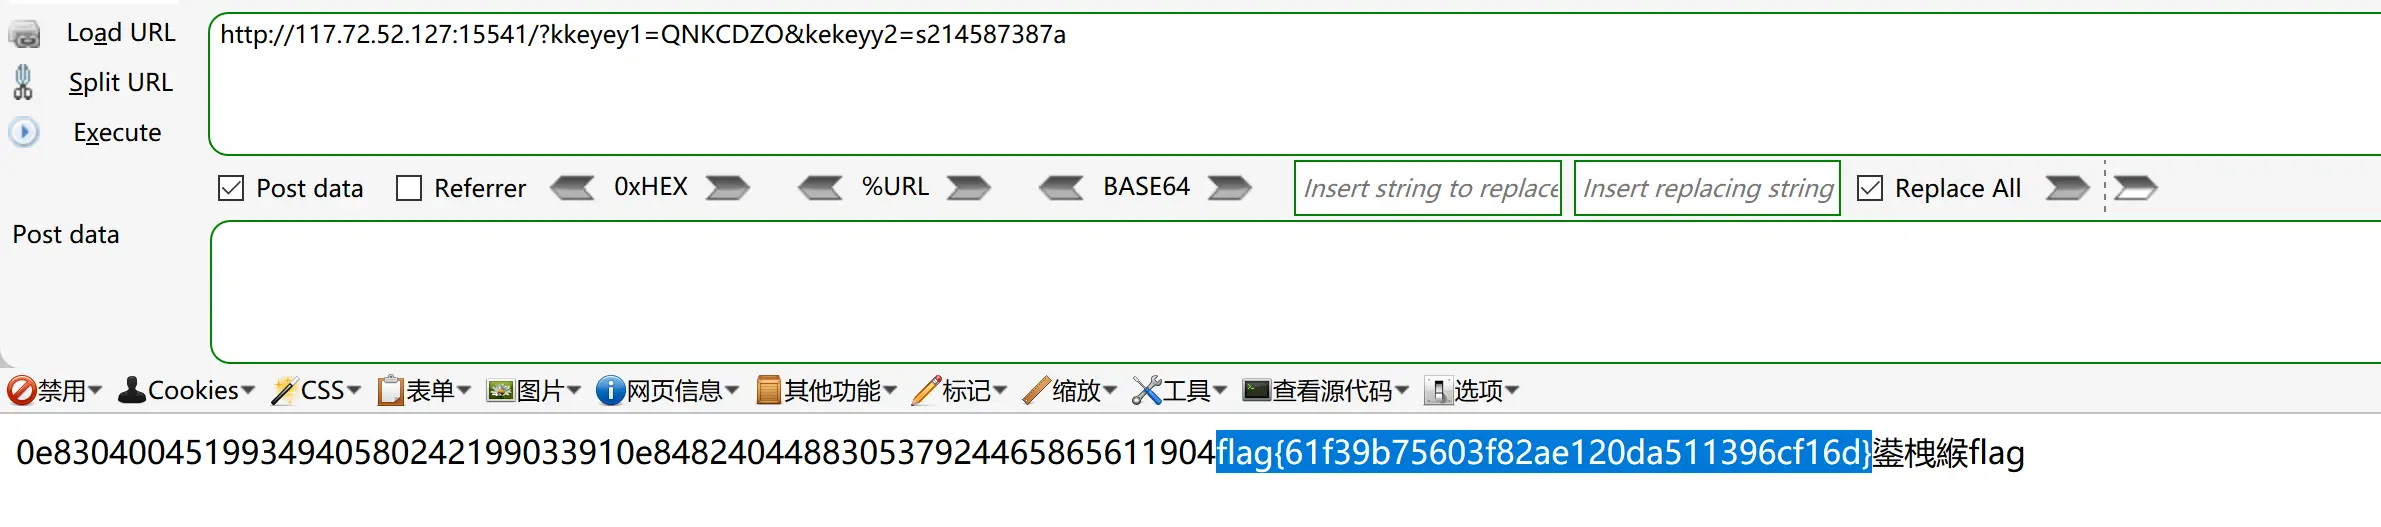 Load URL
http://117.72.52.127:15541/?kkeyey1=QNKCDZO&kekeyy2=s214587387a
Split URL
Execute
Post data Referrer 0xHEX %URL BASE64 Insert string to replace Insert replacing string Replace All
Post data
禁用 Cookies CSS 表单 图片 网页信息 其他功能 标记 缩放 工具 查看源代码 选项
0e8304004519934940580242199033910e848240448830537924465865611904flag{61f39b75603f82ae120da511396cf16d}鍙栧緱flag